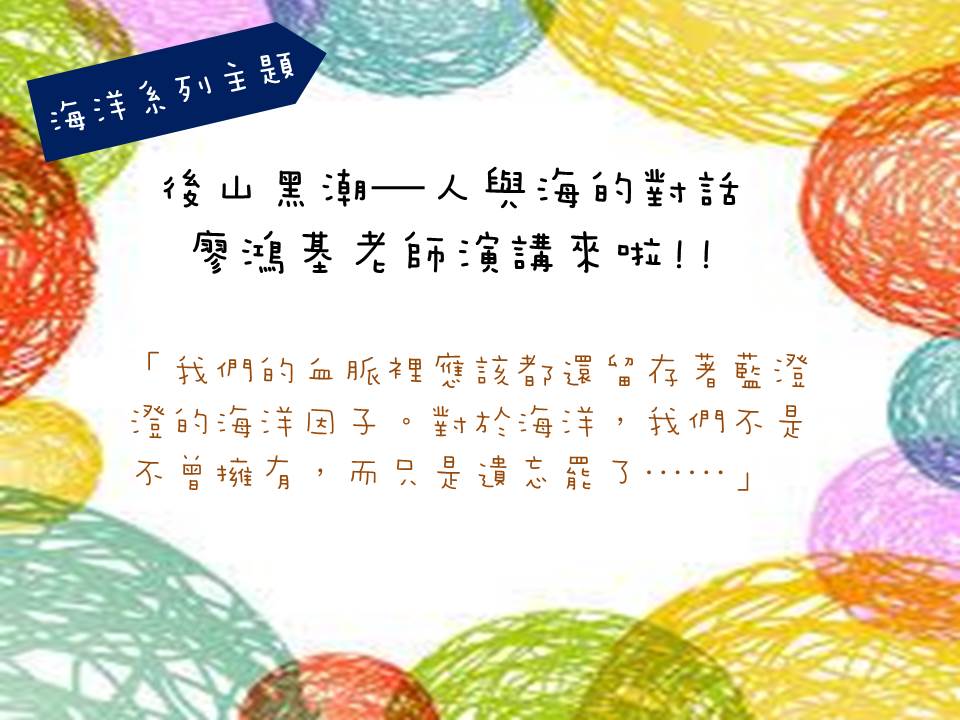 海洋系列主題
後山黑潮─人與海的對話
廖鴻基老師演講來啦!!
「我們的血脈裡應該都還留存著藍澄
澄的海洋因子。對於海洋，我們不是
不曾擁有，而只是遺忘罷了⋯⋯」